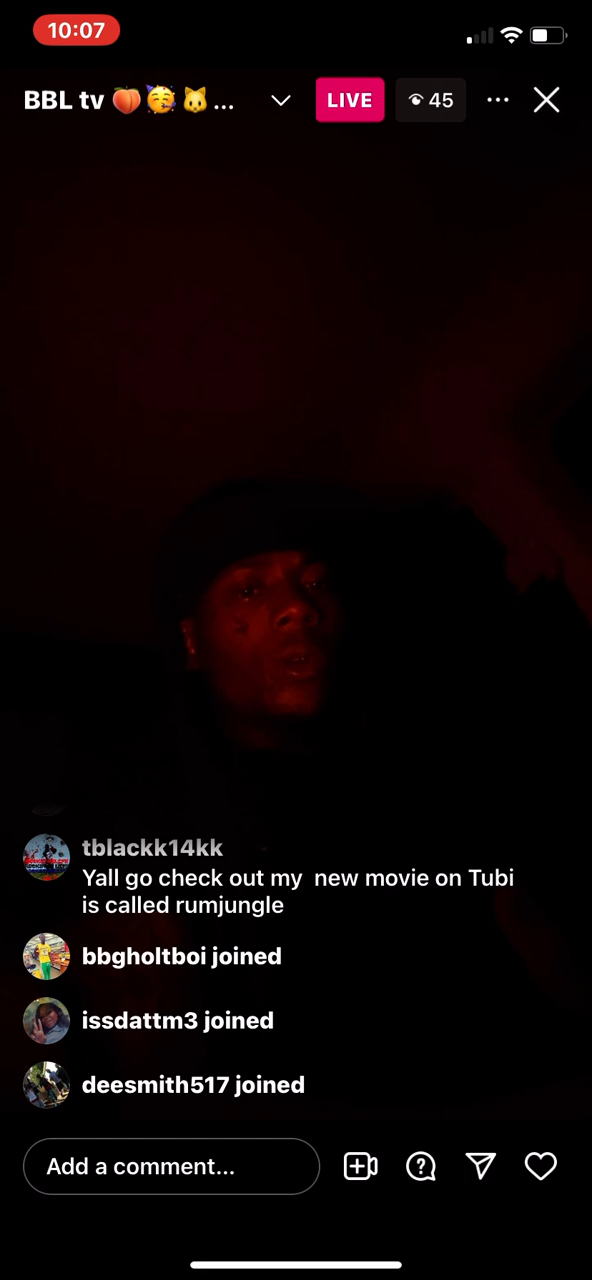 10:07
BBL tv 🍑🥳🐱...
LIVE
45
tblackk14kk
Yall go check out my  new movie on Tubi
is called rumjungle
bbgholtboi joined
issdattm3 joined
deesmith517 joined
Add a comment...